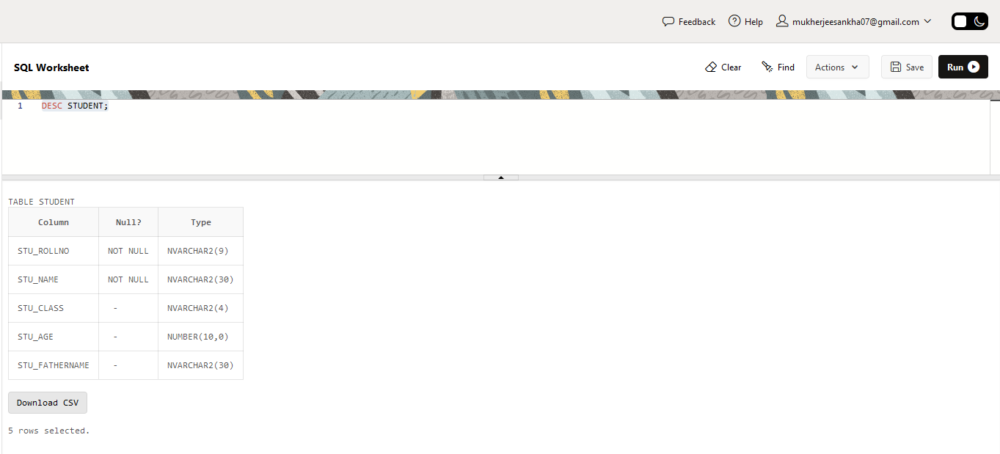 Feedback Help mukherjeesankha07@gmail.com
SQL Worksheet Clear Find Actions Save Run
1 DESC STUDENT;
TABLE STUDENT
Column Null? Type
STU_ROLLNO NOT NULL NVARCHAR2(9)
STU_NAME NOT NULL NVARCHAR2(30)
STU_CLASS - NVARCHAR2(4)
STU_AGE - NUMBER(10,0)
STU_FATHERNAME - NVARCHAR2(30)
Download CSV
5 rows selected.